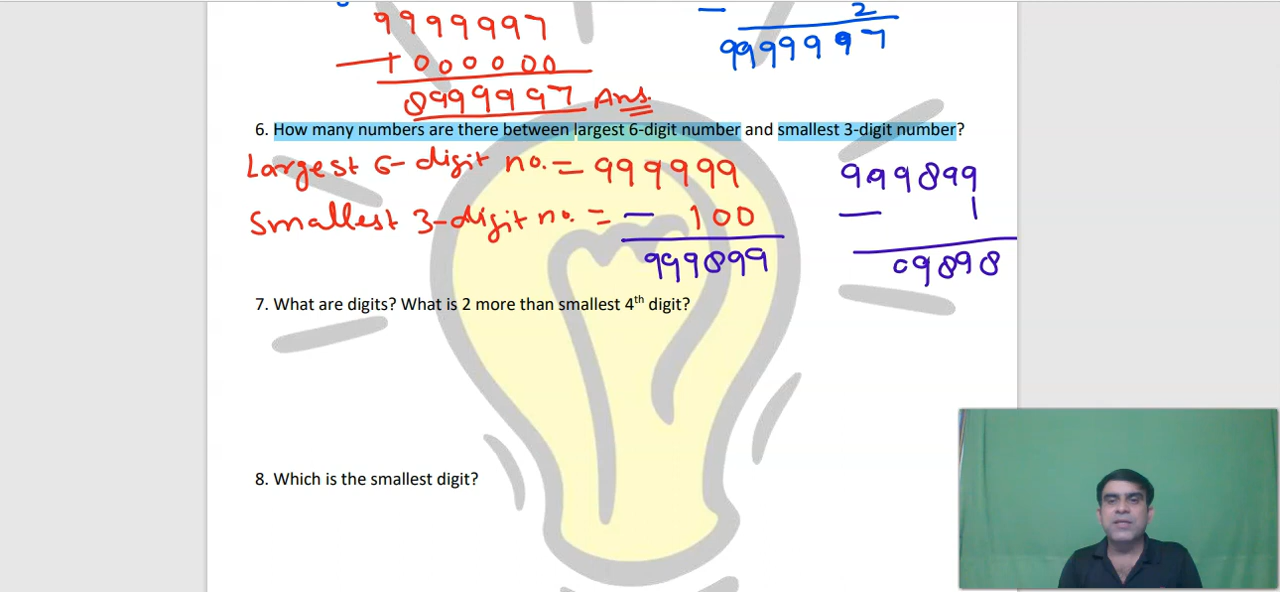 2
9999997
9999997
- 1000000
8999997 Ans.
6. How many numbers are there between largest 6-digit number and smallest 3-digit number?
Largest 6-digit no. = 999999
Smallest 3-digit no. = - 100
999899
999899
- 1
09898
7. What are digits? What is 2 more than smallest 4th digit?
8. Which is the smallest digit?